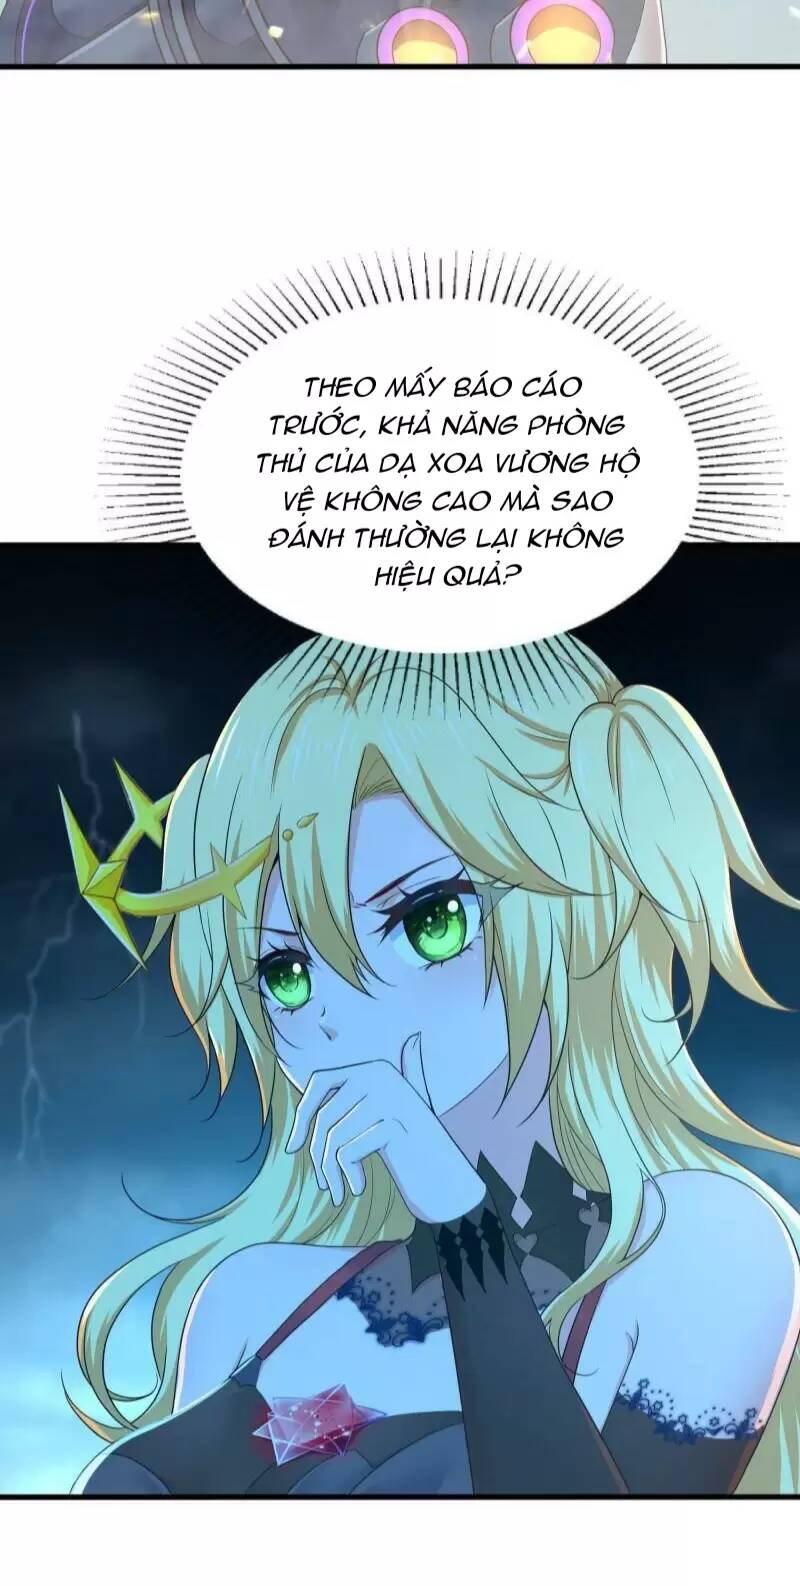 THEO MẤY BÁO CÁO
TRƯỚC, KHẢ NĂNG PHÒNG
THỦ CỦA DẠ XOA VƯƠNG HỘ
VỆ KHÔNG CAO MÀ SAO
ĐÁNH THƯỜNG LẠI KHÔNG
HIỆU QUẢ?